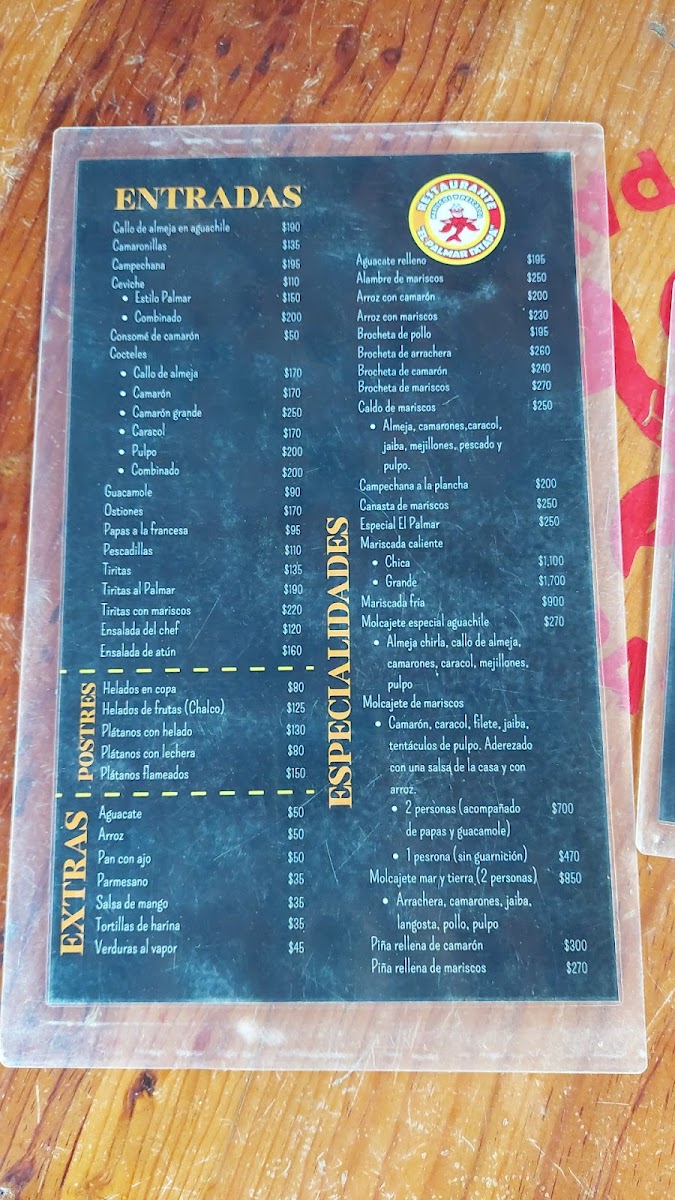 ENTRADAS
Callo de almeja en aguachile $190
Camaronillas $135
Campechana $195
Ceviche $110
• Estilo Palmar $150
• Combinado $200
Consomé de camarón $50
Cocteles
• Callo de almeja $170
• Camarón $170
• Camarón grande $250
• Caracol $170
• Pulpo $200
• Combinado $200
Guacamole $90
Ostiones $170
Papas a la francesa $95
Pescadillas $110
Tiritas $135
Tiritas al Palmar $190
Tiritas con mariscos $220
Ensalada del chef $120
Ensalada de atún $160
POSTRES
Helados en copa $80
Helados de frutas (Chalco) $125
Plátanos con helado $130
Plátanos con lechera $80
Plátanos flameados $150
EXTRAS
Aguacate $50
Arroz $50
Pan con ajo $50
Parmesano $35
Salsa de mango $35
Tortillas de harina $35
Verduras al vapor $45
RESTAURANTE
"EL PALMAR
ESPECIALIDADES
Aguacate relleno $195
Alambre de mariscos $250
Arroz con camarón $200
Arroz con mariscos $230
Brocheta de pollo $195
Brocheta de arrachera $260
Brocheta de camarón $240
Brocheta de mariscos $270
Caldo de mariscos $250
• Almeja, camarones,caracol,
jaiba, mejillones, pescado y
pulpo.
Campechana a la plancha $200
Canasta de mariscos $250
Especial El Palmar $250
Mariscada caliente
• Chica $1,100
• Grande $1,700
Mariscada fría $900
Molcajete especial aguachile $270
• Almeja chirla, callo de almeja,
camarones, caracol, mejillones,
pulpo
Molcajete de mariscos
• Camarón, caracol, filete, jaiba,
tentáculos de pulpo. Aderezado
con una salsa de la casa y con
arroz.
• 2 personas (acompañado $700
de papas y guacamole)
• 1 pesrona (sin guarnición) $470
Molcajete mar y tierra (2 personas) $850
• Arrachera, camarones, jaiba,
langosta, pollo, pulpo
Piña rellena de camarón $300
Piña rellena de mariscos $270